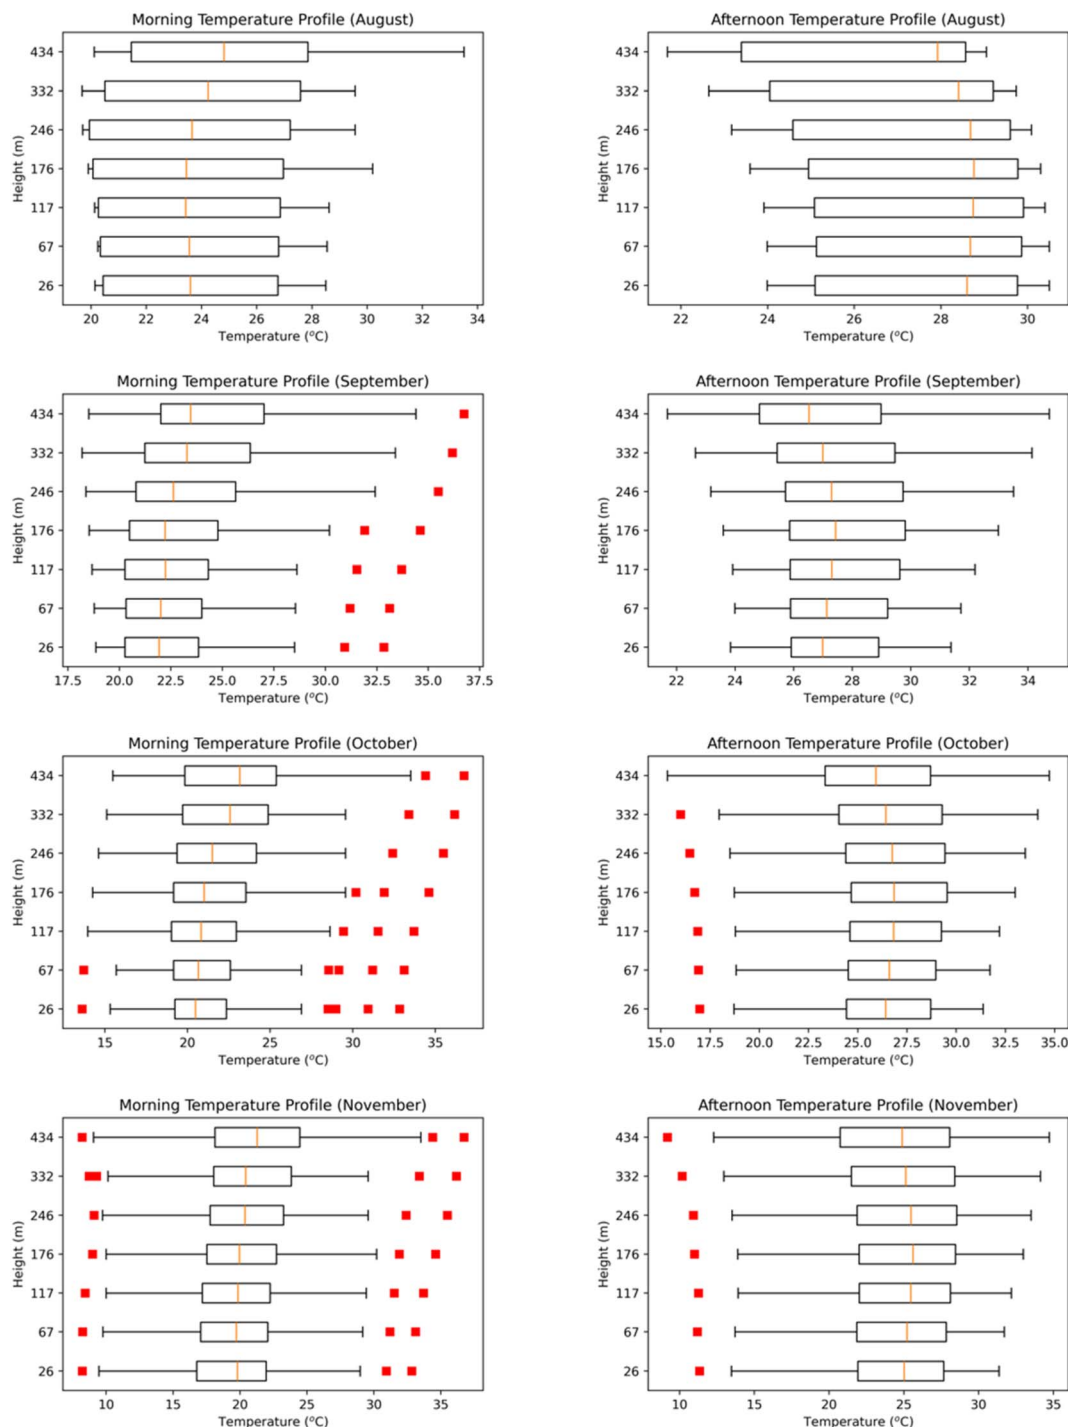 Morning Temperature Profile (August)
434
332
246
176
117
67
26
Height (m)
20 22 24 26 28 30 32 34
Temperature (°C)
Afternoon Temperature Profile (August)
434
332
246
176
117
67
26
Height (m)
22 24 26 28 30
Temperature (°C)
Morning Temperature Profile (September)
434
332
246
176
117
67
26
Height (m)
17.5 20.0 22.5 25.0 27.5 30.0 32.5 35.0 37.5
Temperature (°C)
Afternoon Temperature Profile (September)
434
332
246
176
117
67
26
Height (m)
22 24 26 28 30 32 34
Temperature (°C)
Morning Temperature Profile (October)
434
332
246
176
117
67
26
Height (m)
15 20 25 30 35
Temperature (°C)
Afternoon Temperature Profile (October)
434
332
246
176
117
67
26
Height (m)
15.0 17.5 20.0 22.5 25.0 27.5 30.0 32.5 35.0
Temperature (°C)
Morning Temperature Profile (November)
434
332
246
176
117
67
26
Height (m)
10 15 20 25 30 35
Temperature (°C)
Afternoon Temperature Profile (November)
434
332
246
176
117
67
26
Height (m)
10 15 20 25 30 35
Temperature (°C)